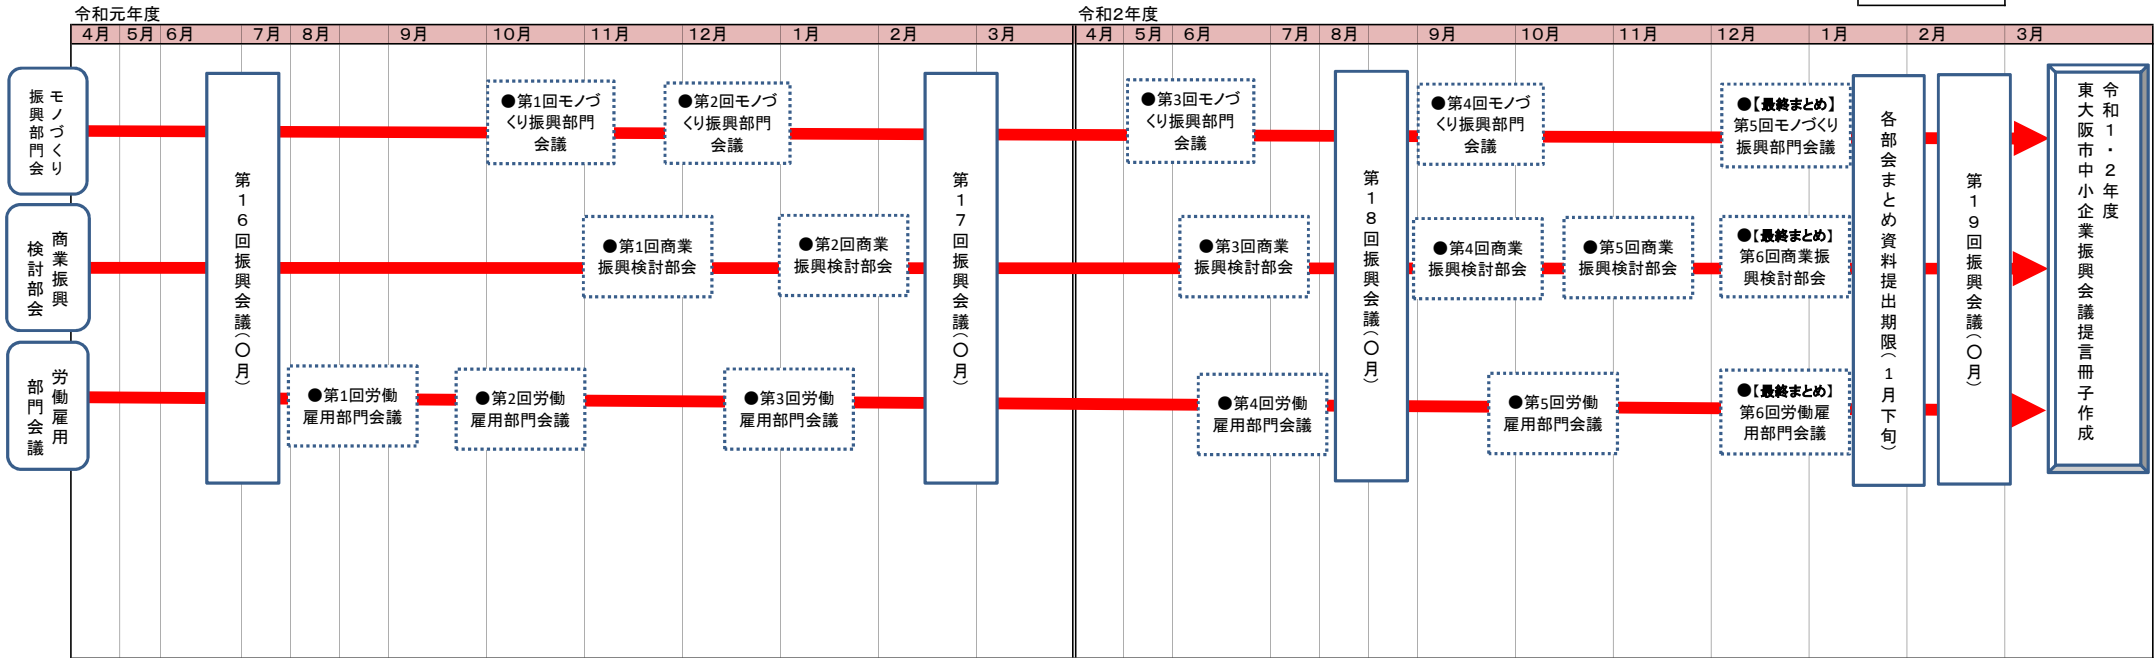 令和元年度
令和2年度
4月 5月 6月 7月 8月 9月 10月 11月 12月 1月 2月 3月 4月 5月 6月 7月 8月 9月 10月 11月 12月 1月 2月 3月
モノづくり
振興部門会
●第1回モノづ
くり振興部門
会議
●第2回モノづ
くり振興部門
会議
●第3回モノづ
くり振興部門
会議
●第4回モノづ
くり振興部門
会議
●【最終まとめ】
第5回モノづくり
振興部門会議
商業振興
検討部会
●第1回商業
振興検討部会
●第2回商業
振興検討部会
●第3回商業
振興検討部会
●第4回商業
振興検討部会
●第5回商業
振興検討部会
●【最終まとめ】
第6回商業振
興検討部会
労働雇用
部門会議
●第1回労働
雇用部門会議
●第2回労働
雇用部門会議
●第3回労働
雇用部門会議
●第4回労働
雇用部門会議
●第5回労働
雇用部門会議
●【最終まとめ】
第6回労働雇
用部門会議
第16回振興会議(〇月)
第17回振興会議(〇月)
第18回振興会議(〇月)
各部会まとめ資料提出期限(1月下旬)
第19回振興会議(〇月)
令和1・2年度
東大阪市中小企業振興会議提言冊子作成